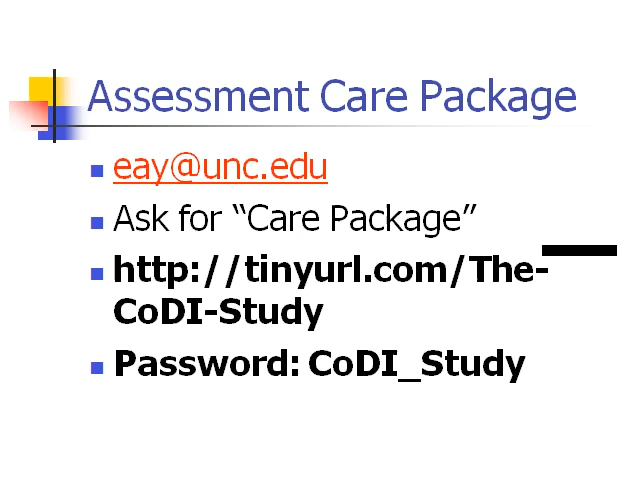 Assessment Care Package
eay@unc.edu
Ask for “Care Package”
http://tinyurl.com/The-
CoDI-Study
Password: CoDI_Study